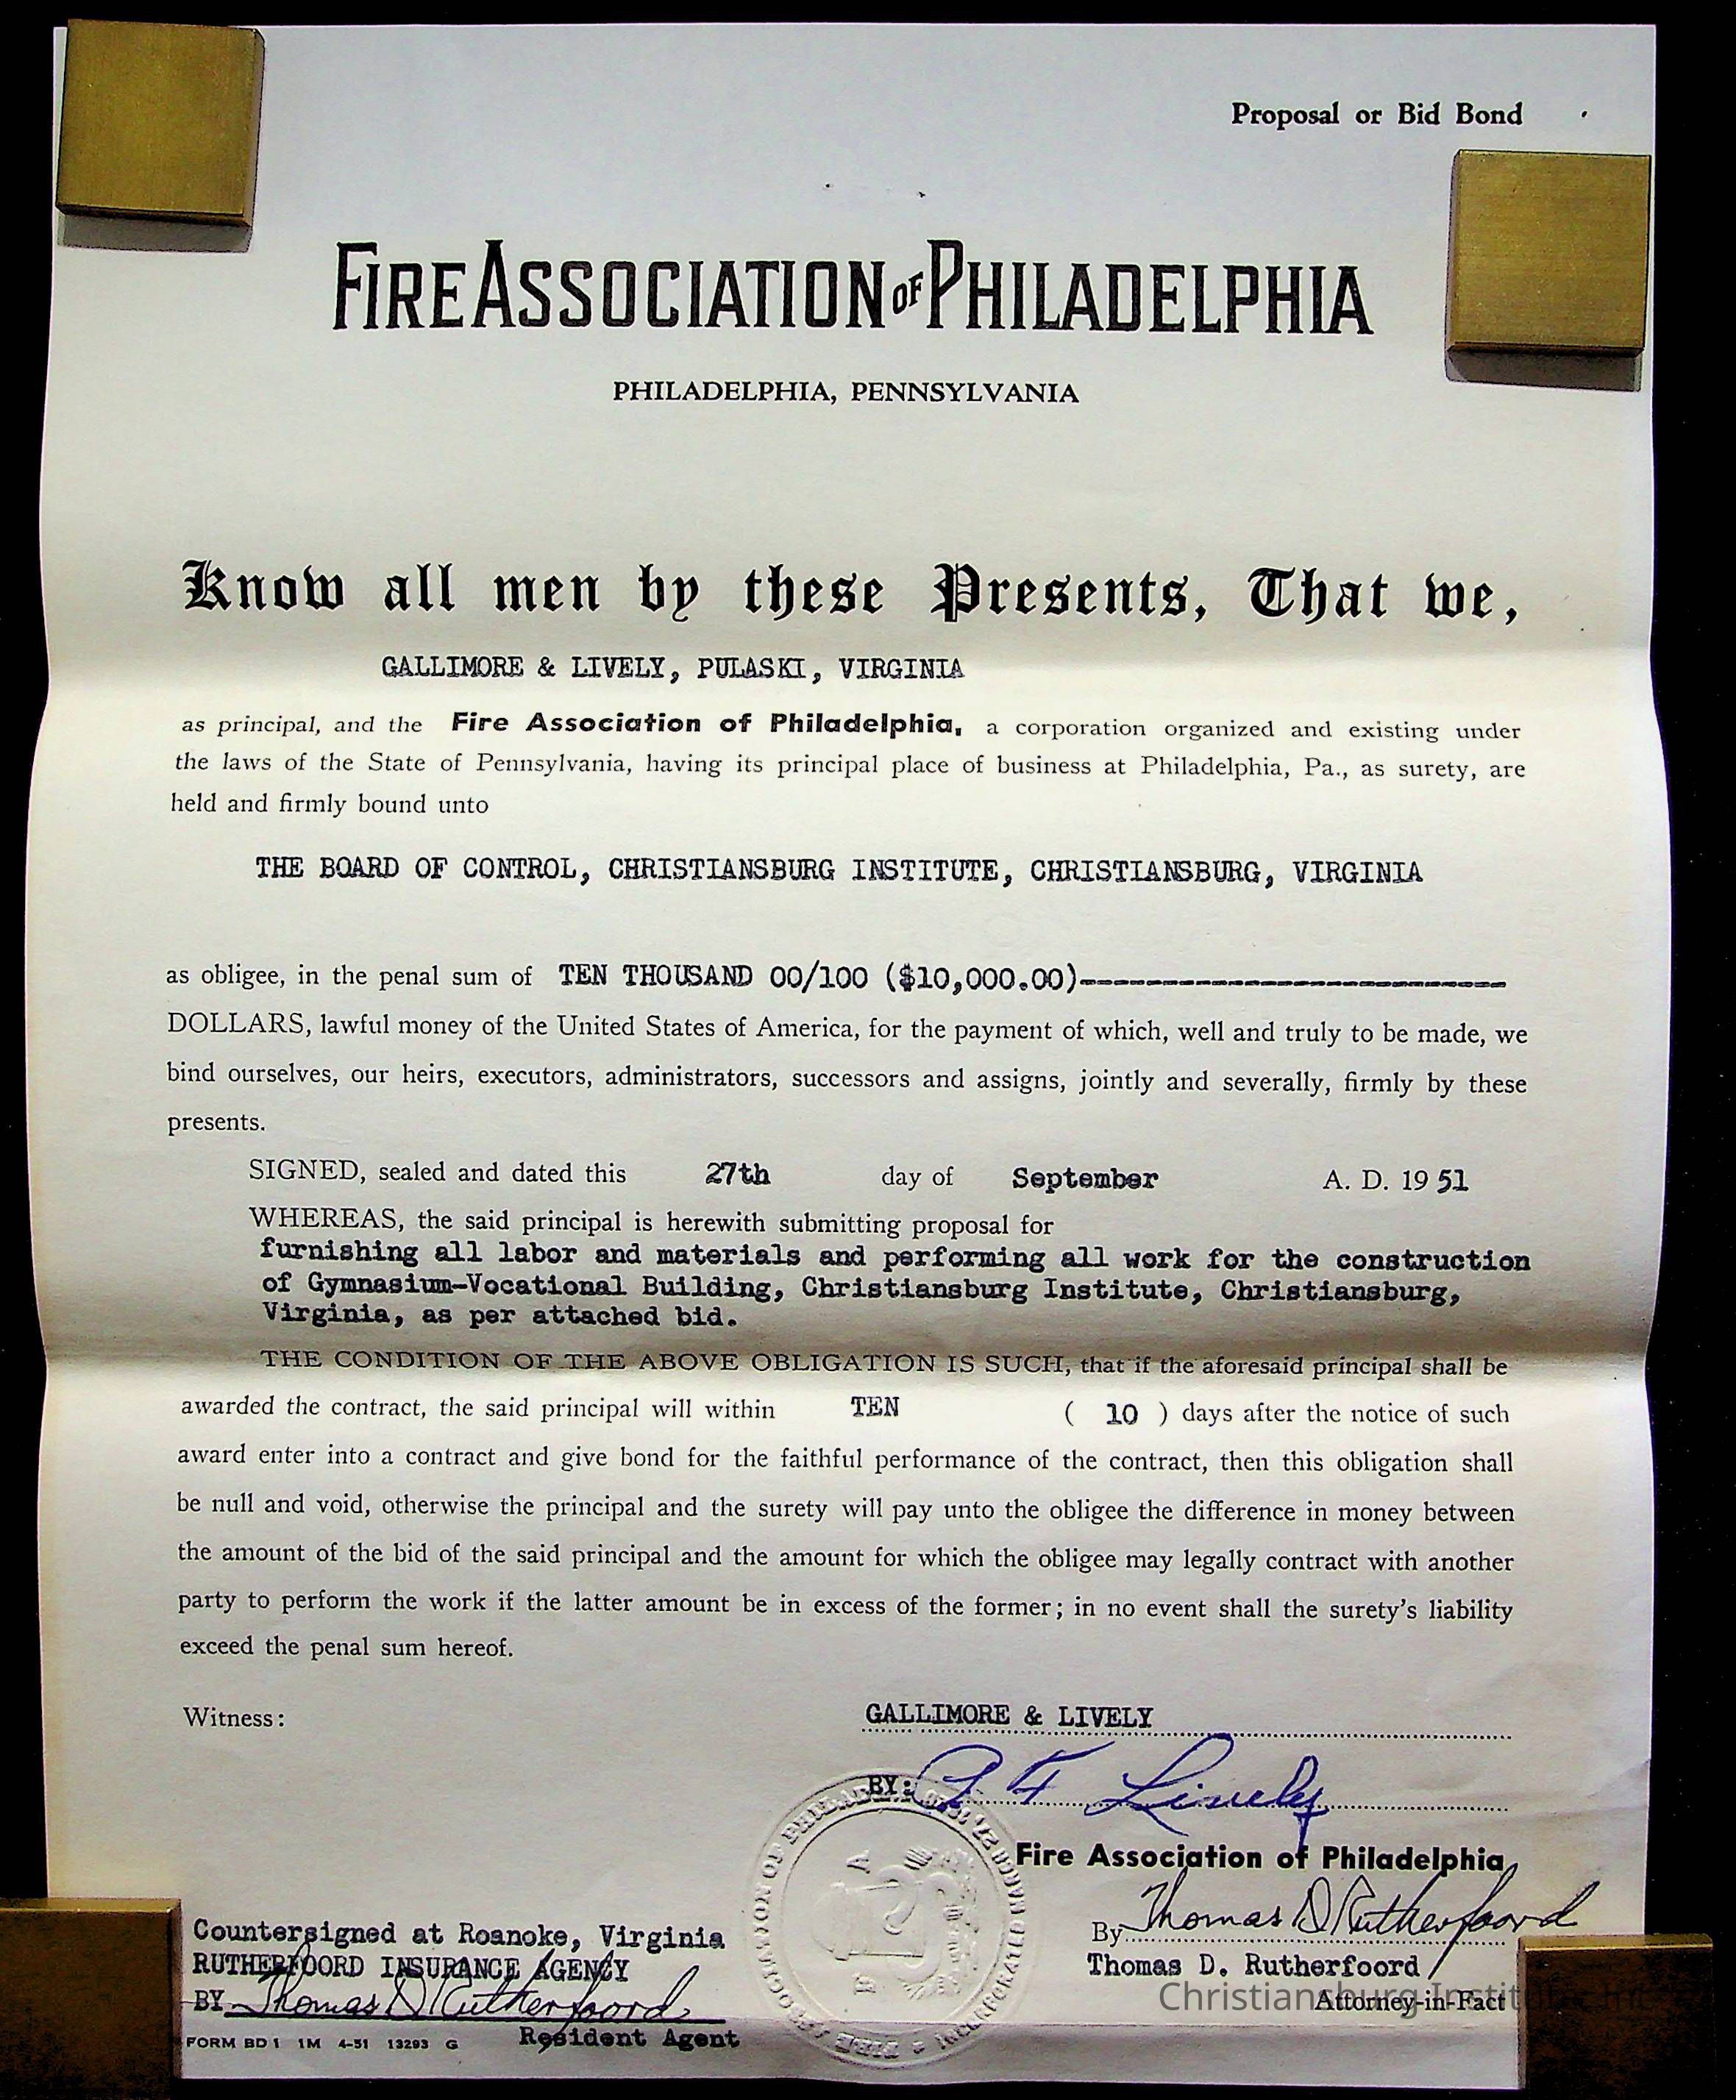 Proposal or Bid Bond
FIRE ASSOCIATION OF PHILADELPHIA
PHILADELPHIA, PENNSYLVANIA
Know all men by these Presents, That we,
GALLIMORE & LIVELY, PULASKI, VIRGINIA
as principal, and the Fire Association of Philadelphia, a corporation organized and existing under
the laws of the State of Pennsylvania, having its principal place of business at Philadelphia, Pa., as surety, are
held and firmly bound unto
THE BOARD OF CONTROL, CHRISTIANSBURG INSTITUTE, CHRISTIANSBURG, VIRGINIA
as obligee, in the penal sum of TEN THOUSAND 00/100 ($10,000.00)---------------------------
DOLLARS, lawful money of the United States of America, for the payment of which, well and truly to be made, we
bind ourselves, our heirs, executors, administrators, successors and assigns, jointly and severally, firmly by these
presents.
SIGNED, sealed and dated this 27th day of September A. D. 19 51
WHEREAS, the said principal is herewith submitting proposal for
furnishing all labor and materials and performing all work for the construction
of Gymnasium-Vocational Building, Christiansburg Institute, Christiansburg,
Virginia, as per attached bid.
THE CONDITION OF THE ABOVE OBLIGATION IS SUCH, that if the aforesaid principal shall be
awarded the contract, the said principal will within TEN ( 10 ) days after the notice of such
award enter into a contract and give bond for the faithful performance of the contract, then this obligation shall
be null and void, otherwise the principal and the surety will pay unto the obligee the difference in money between
the amount of the bid of the said principal and the amount for which the obligee may legally contract with another
party to perform the work if the latter amount be in excess of the former; in no event shall the surety's liability
exceed the penal sum hereof.
Witness:
GALLIMORE & LIVELY
BY: Lively
Fire Association of Philadelphia
By Thomas D Rutherfoord
Thomas D. Rutherfoord
Attorney-in-Fact
Countersigned at Roanoke, Virginia
RUTHERFOORD INSURANCE AGENCY
BY Thomas D Rutherfoord
Resident Agent
FORM BD 1 1M 4-51 13293 G
FIRE ASSOCIATION OF PHILADELPHIA INCORPORATED MARCH 27, 1820
F A
Christiansburg Institute, Inc